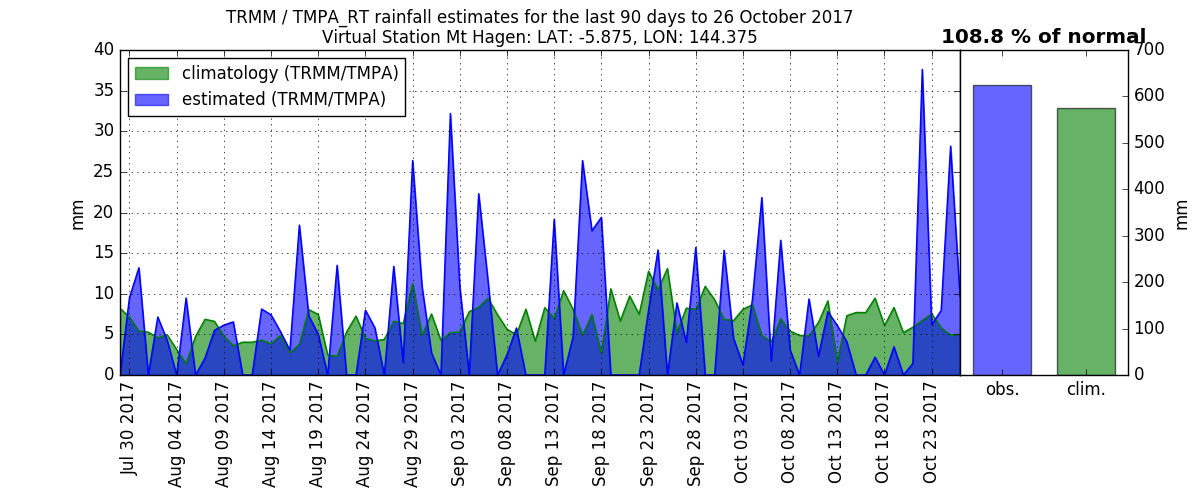 TRMM / TMPA_RT rainfall estimates for the last 90 days to 26 October 2017
Virtual Station Mt Hagen: LAT: -5.875, LON: 144.375
108.8 % of normal
climatology (TRMM/TMPA)
estimated (TRMM/TMPA)
mm
40
35
30
25
20
15
10
5
0
Jul 30 2017
Aug 04 2017
Aug 09 2017
Aug 14 2017
Aug 19 2017
Aug 24 2017
Aug 29 2017
Sep 03 2017
Sep 08 2017
Sep 13 2017
Sep 18 2017
Sep 23 2017
Sep 28 2017
Oct 03 2017
Oct 08 2017
Oct 13 2017
Oct 18 2017
Oct 23 2017
obs.
clim.
700
600
500
400
300
200
100
0
mm